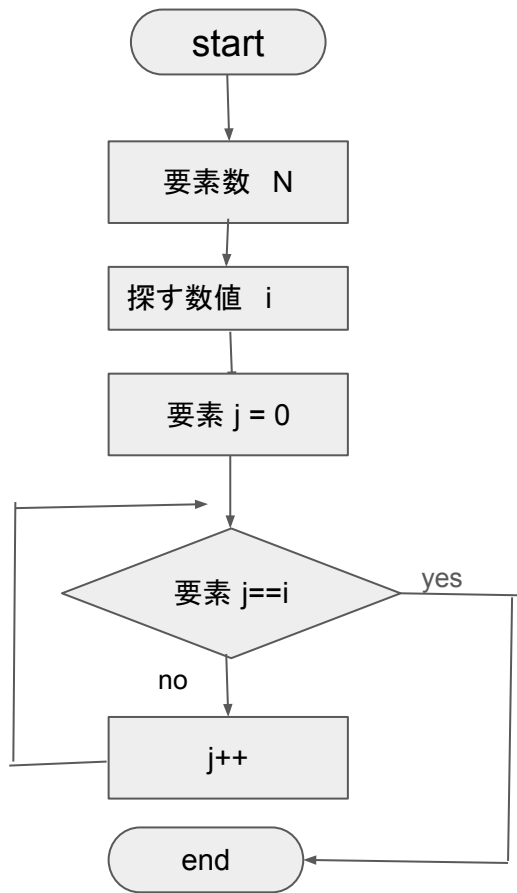 start
要素数 N
探す数値 i
要素 j = 0
要素 j==i
yes
no
j++
end